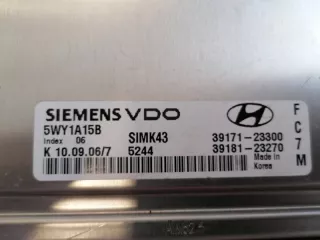 SIEMENS VDO
5WY1A15B
Index 06 SIMK43 39171-23300
K 10.09.06/7 5244 39181-23270
Made in
Korea
F
C
7
M